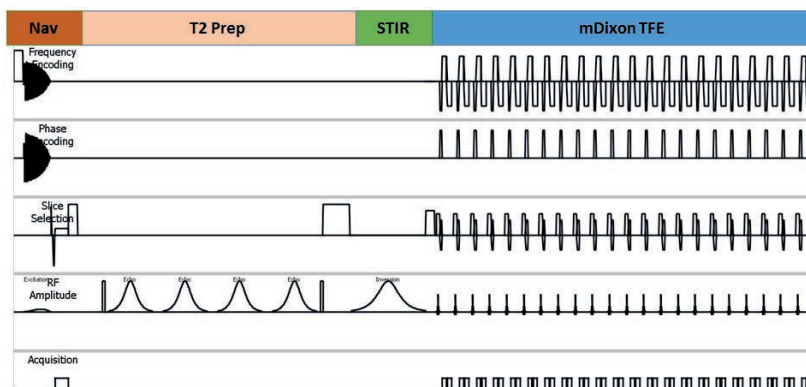 Nav T2 Prep STIR mDixon TFE
Frequency
Encoding
Phase
Encoding
Slice
Selection
Excitation Echo Echo Echo Echo Inversion
RF
Amplitude
Acquisition